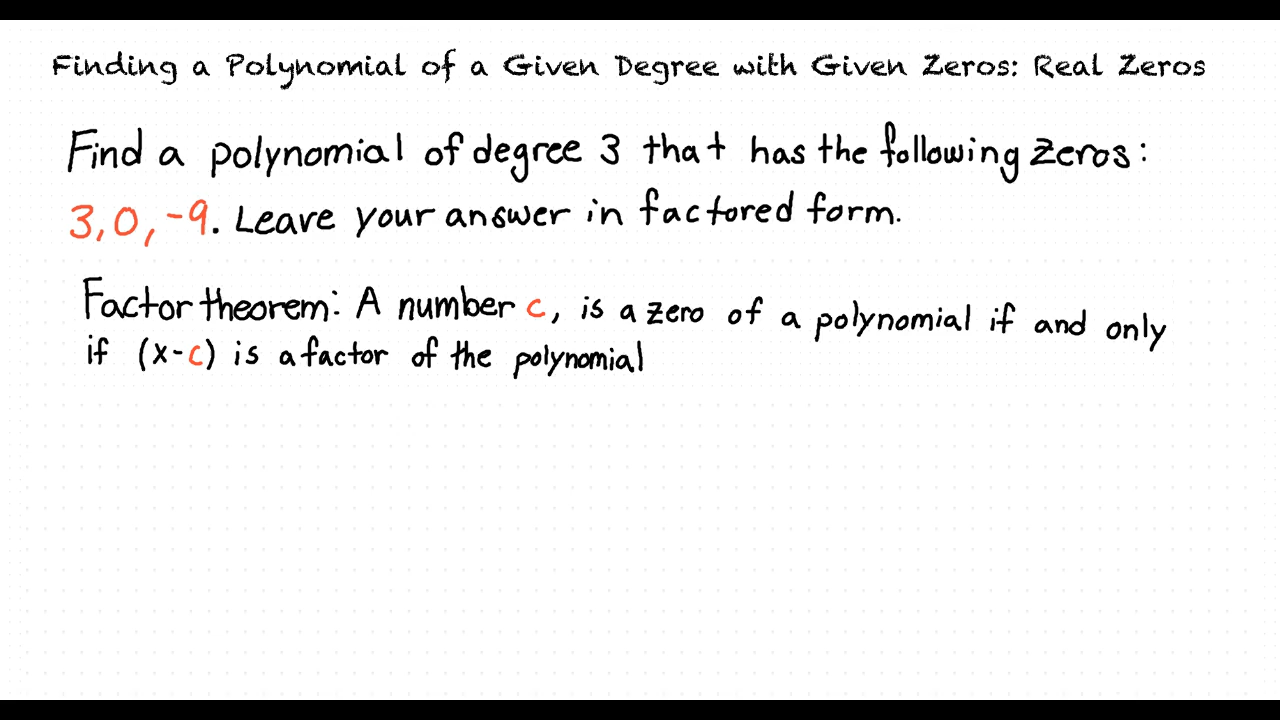 Finding a Polynomial of a Given Degree with Given Zeros: Real Zeros
Find a polynomial of degree 3 that has the following zeros:
3, 0, -9. Leave your answer in factored form.
Factor theorem: A number c, is a zero of a polynomial if and only
if (x-c) is a factor of the polynomial